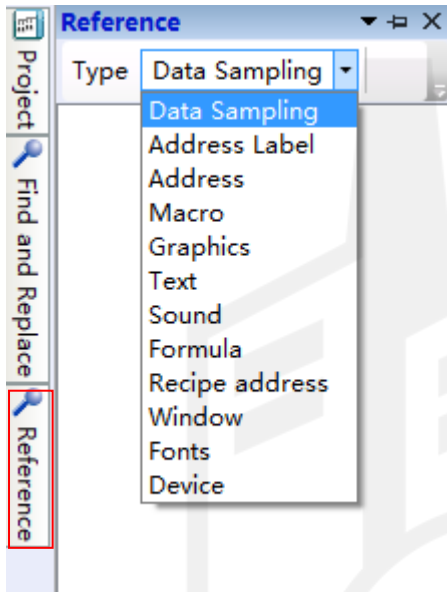 Reference
Type Data Sampling
Data Sampling
Address Label
Address
Macro
Graphics
Text
Sound
Formula
Recipe address
Window
Fonts
Device
Project
Find and Replace
Reference